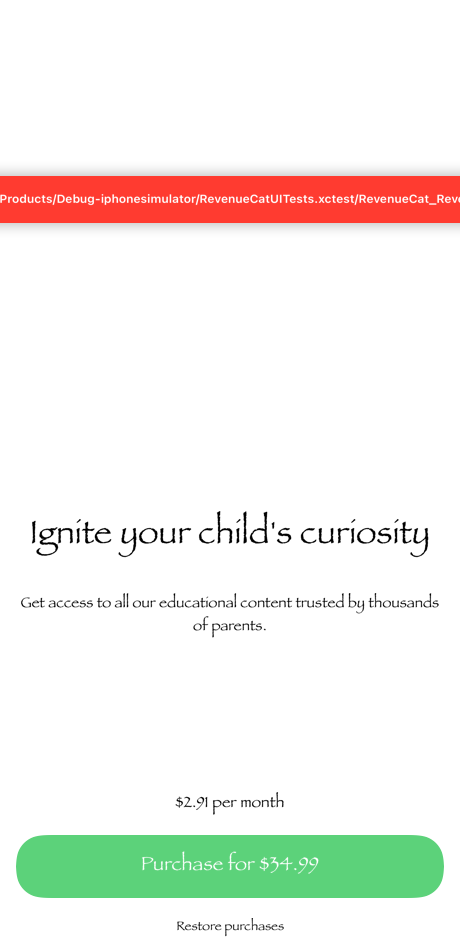 Products/Debug-iphonesimulator/RevenueCatUITests.xctest/RevenueCat_Reve
Ignite your child's curiosity
Get access to all our educational content trusted by thousands
of parents.
$2.91 per month
Purchase for $34.99
Restore purchases